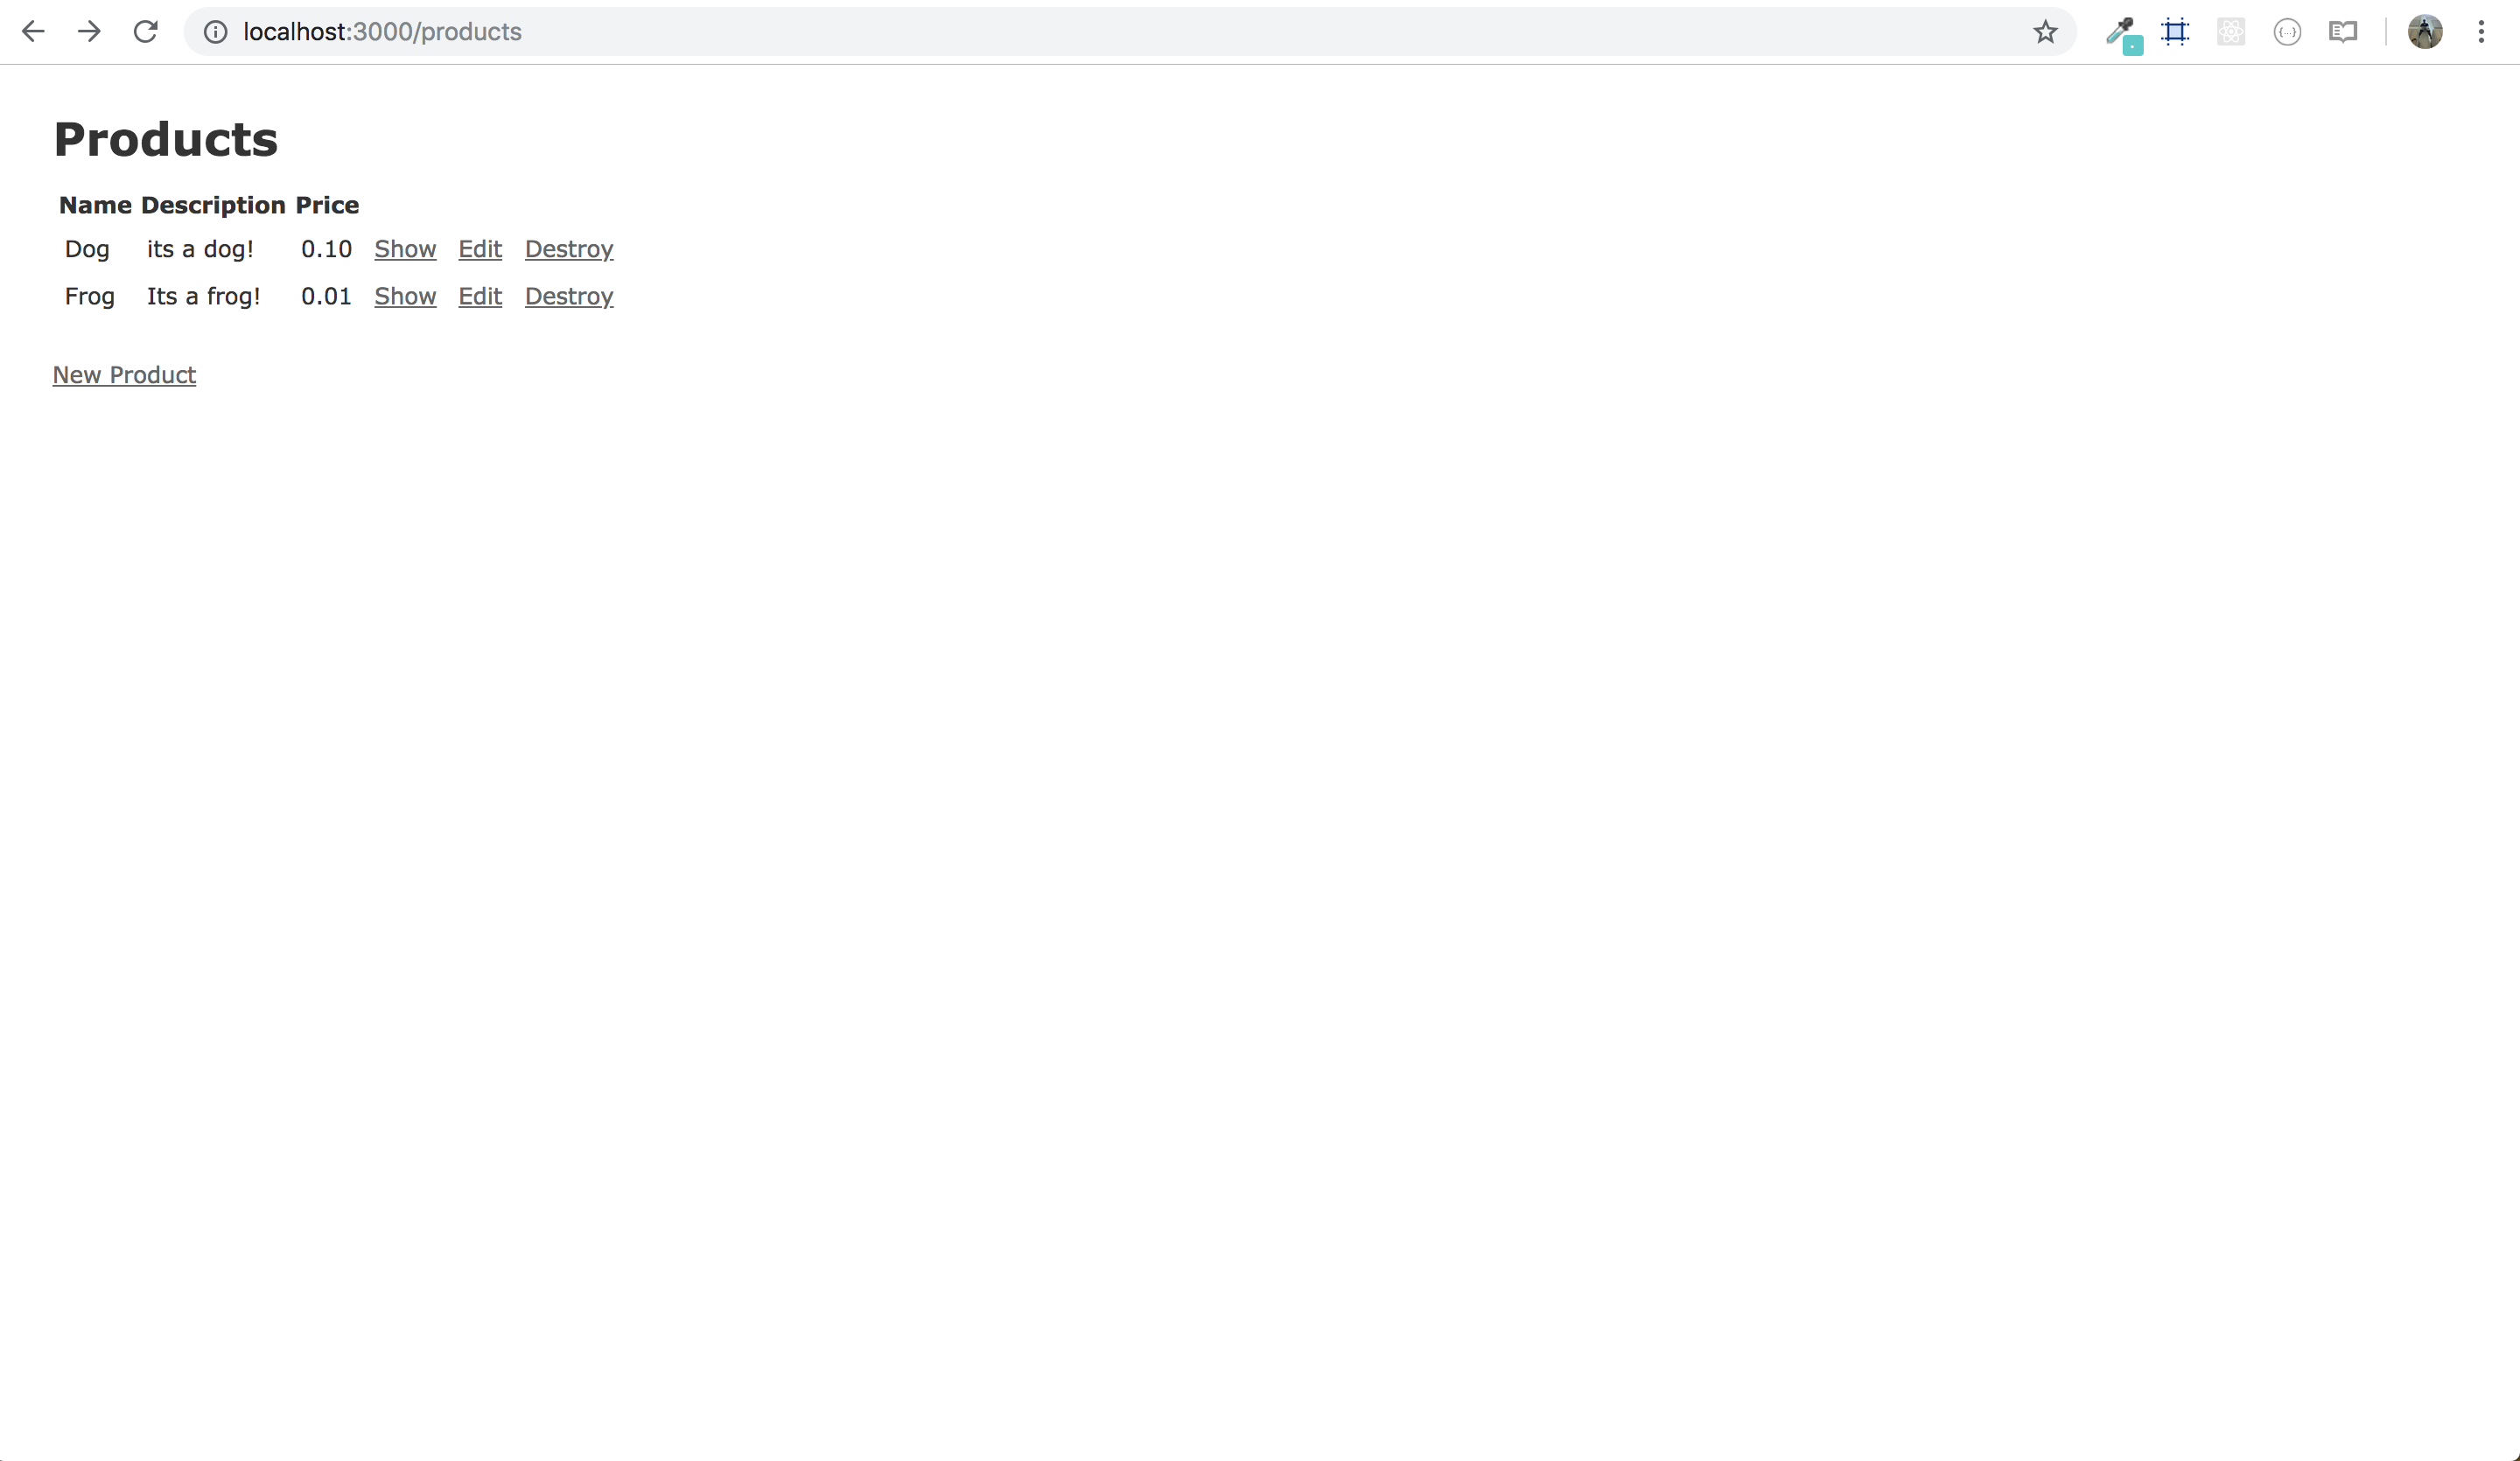 localhost:3000/products
Products
Name Description Price
Dog its a dog! 0.10 Show Edit Destroy
Frog Its a frog! 0.01 Show Edit Destroy
New Product